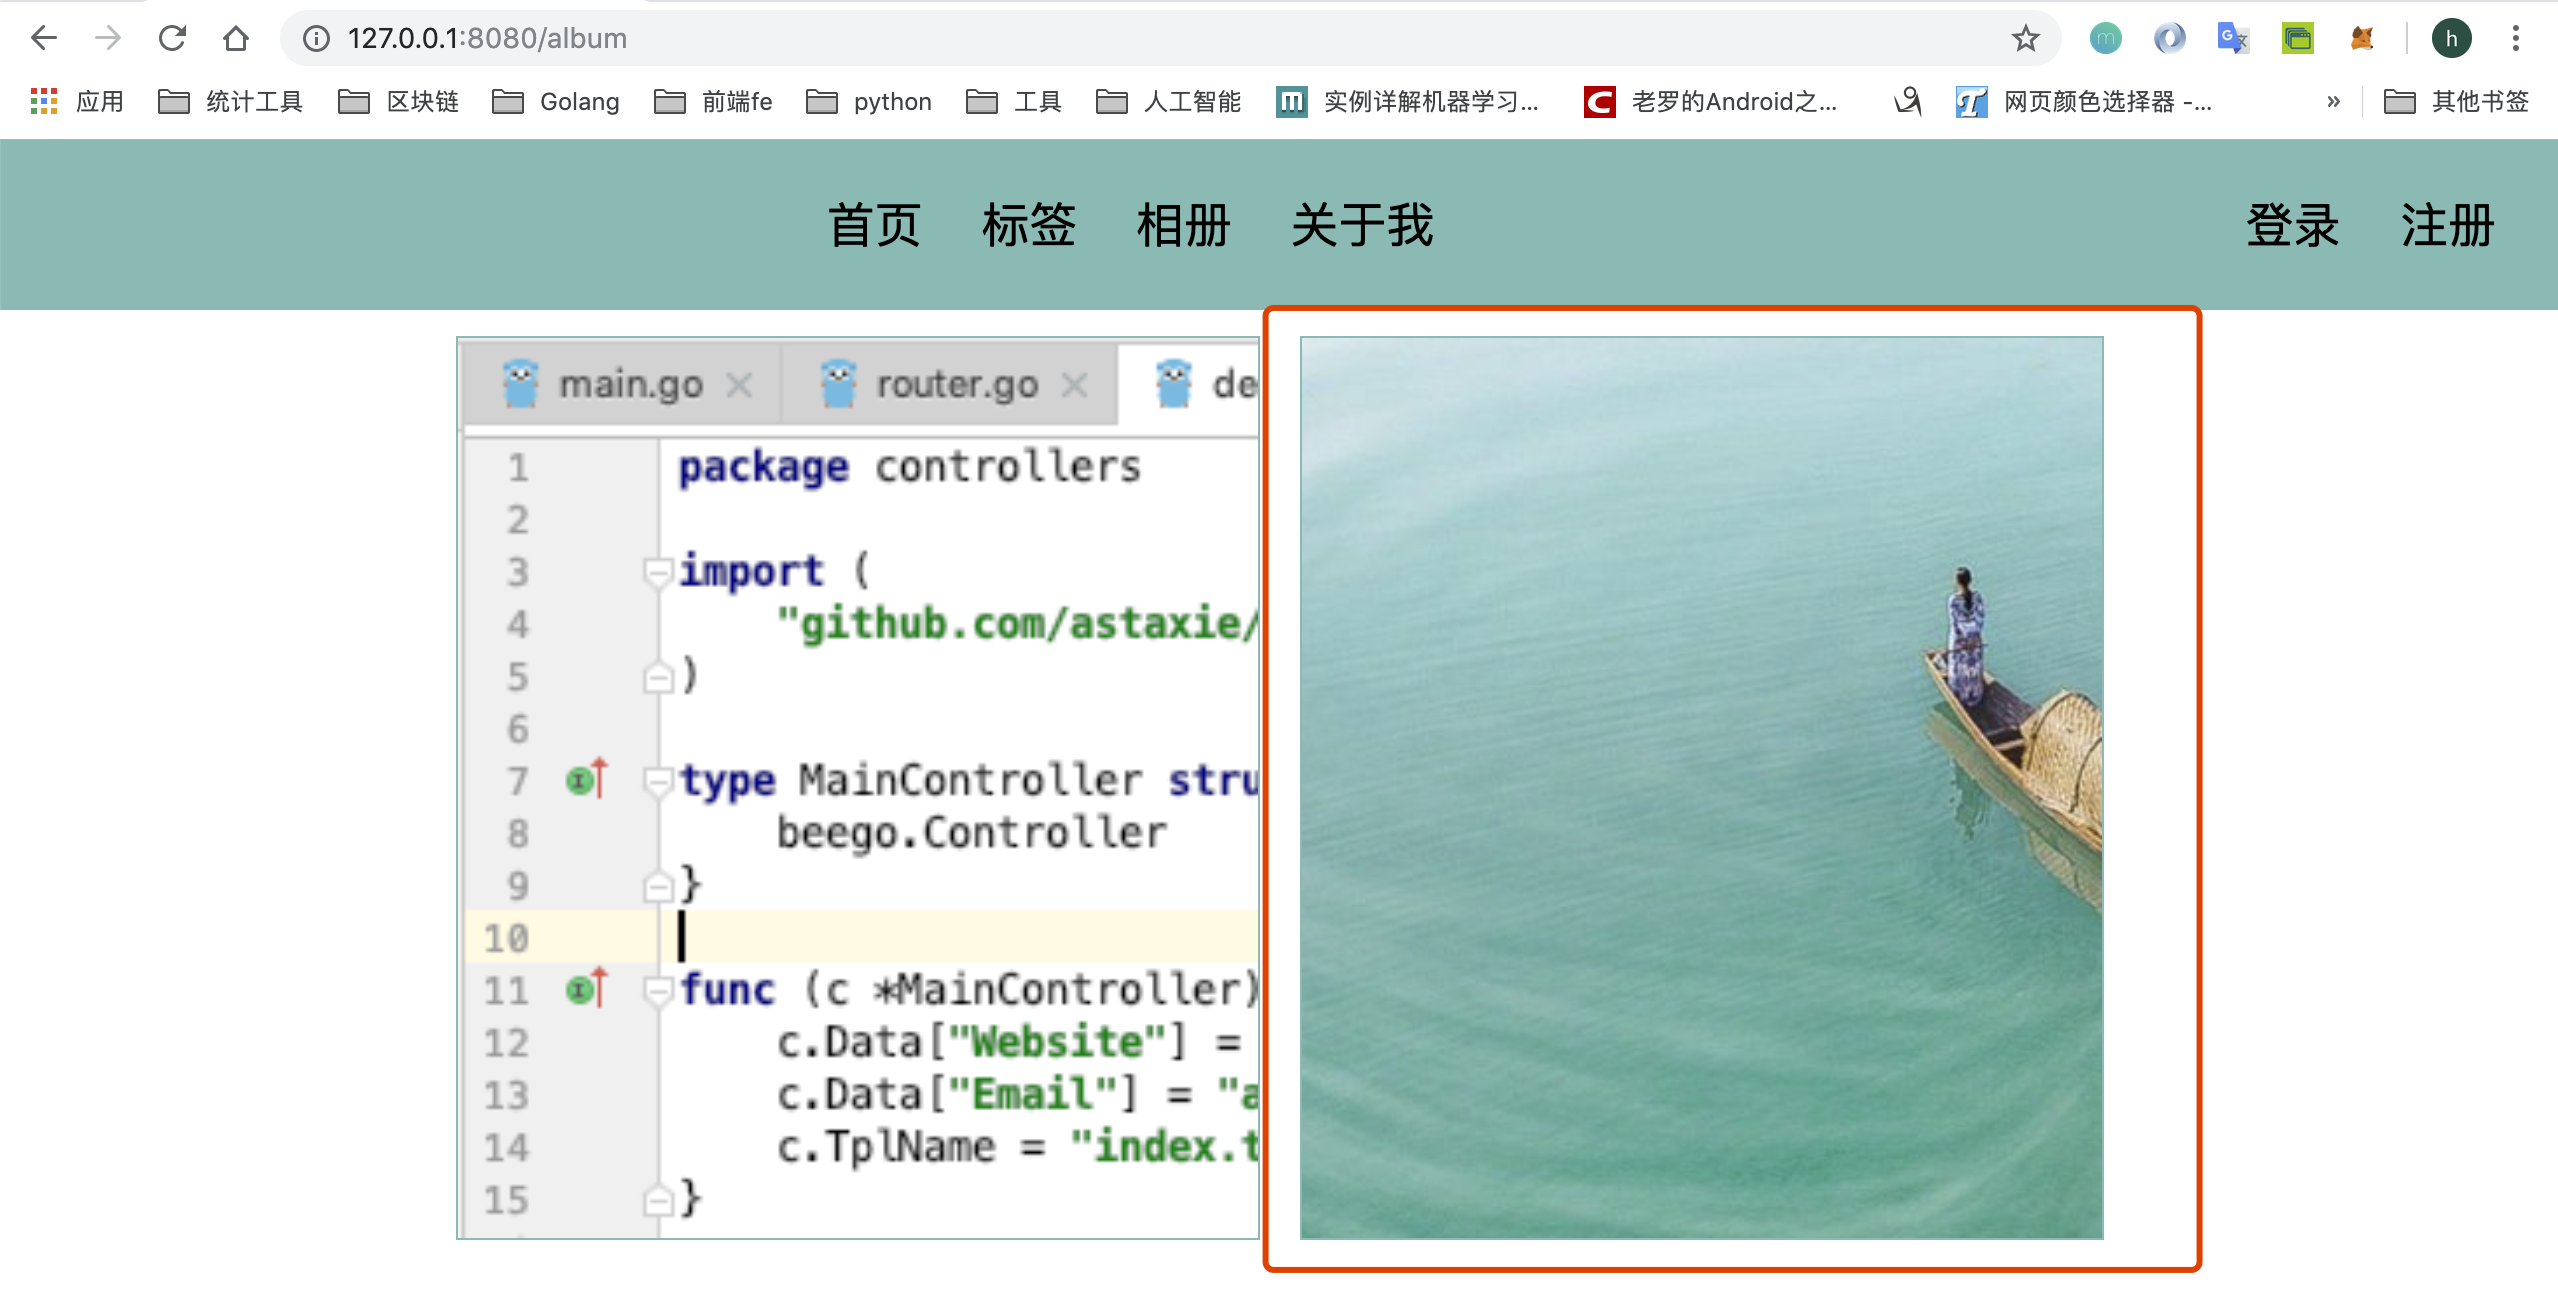 127.0.0.1:8080/album
h
应用 统计工具 区块链 Golang 前端fe python 工具 人工智能 实例详解机器学习... 老罗的Android之... 网页颜色选择器 -... » 其他书签
首页 标签 相册 关于我 登录 注册
main.go router.go de
1 package controllers
2
3 import (
4 "github.com/astaxie/
5 )
6
7 type MainController stru
8 beego.Controller
9 }
10
11 func (c *MainController)
12 c.Data["Website"] =
13 c.Data["Email"] = "a
14 c.TplName = "index.t
15 }